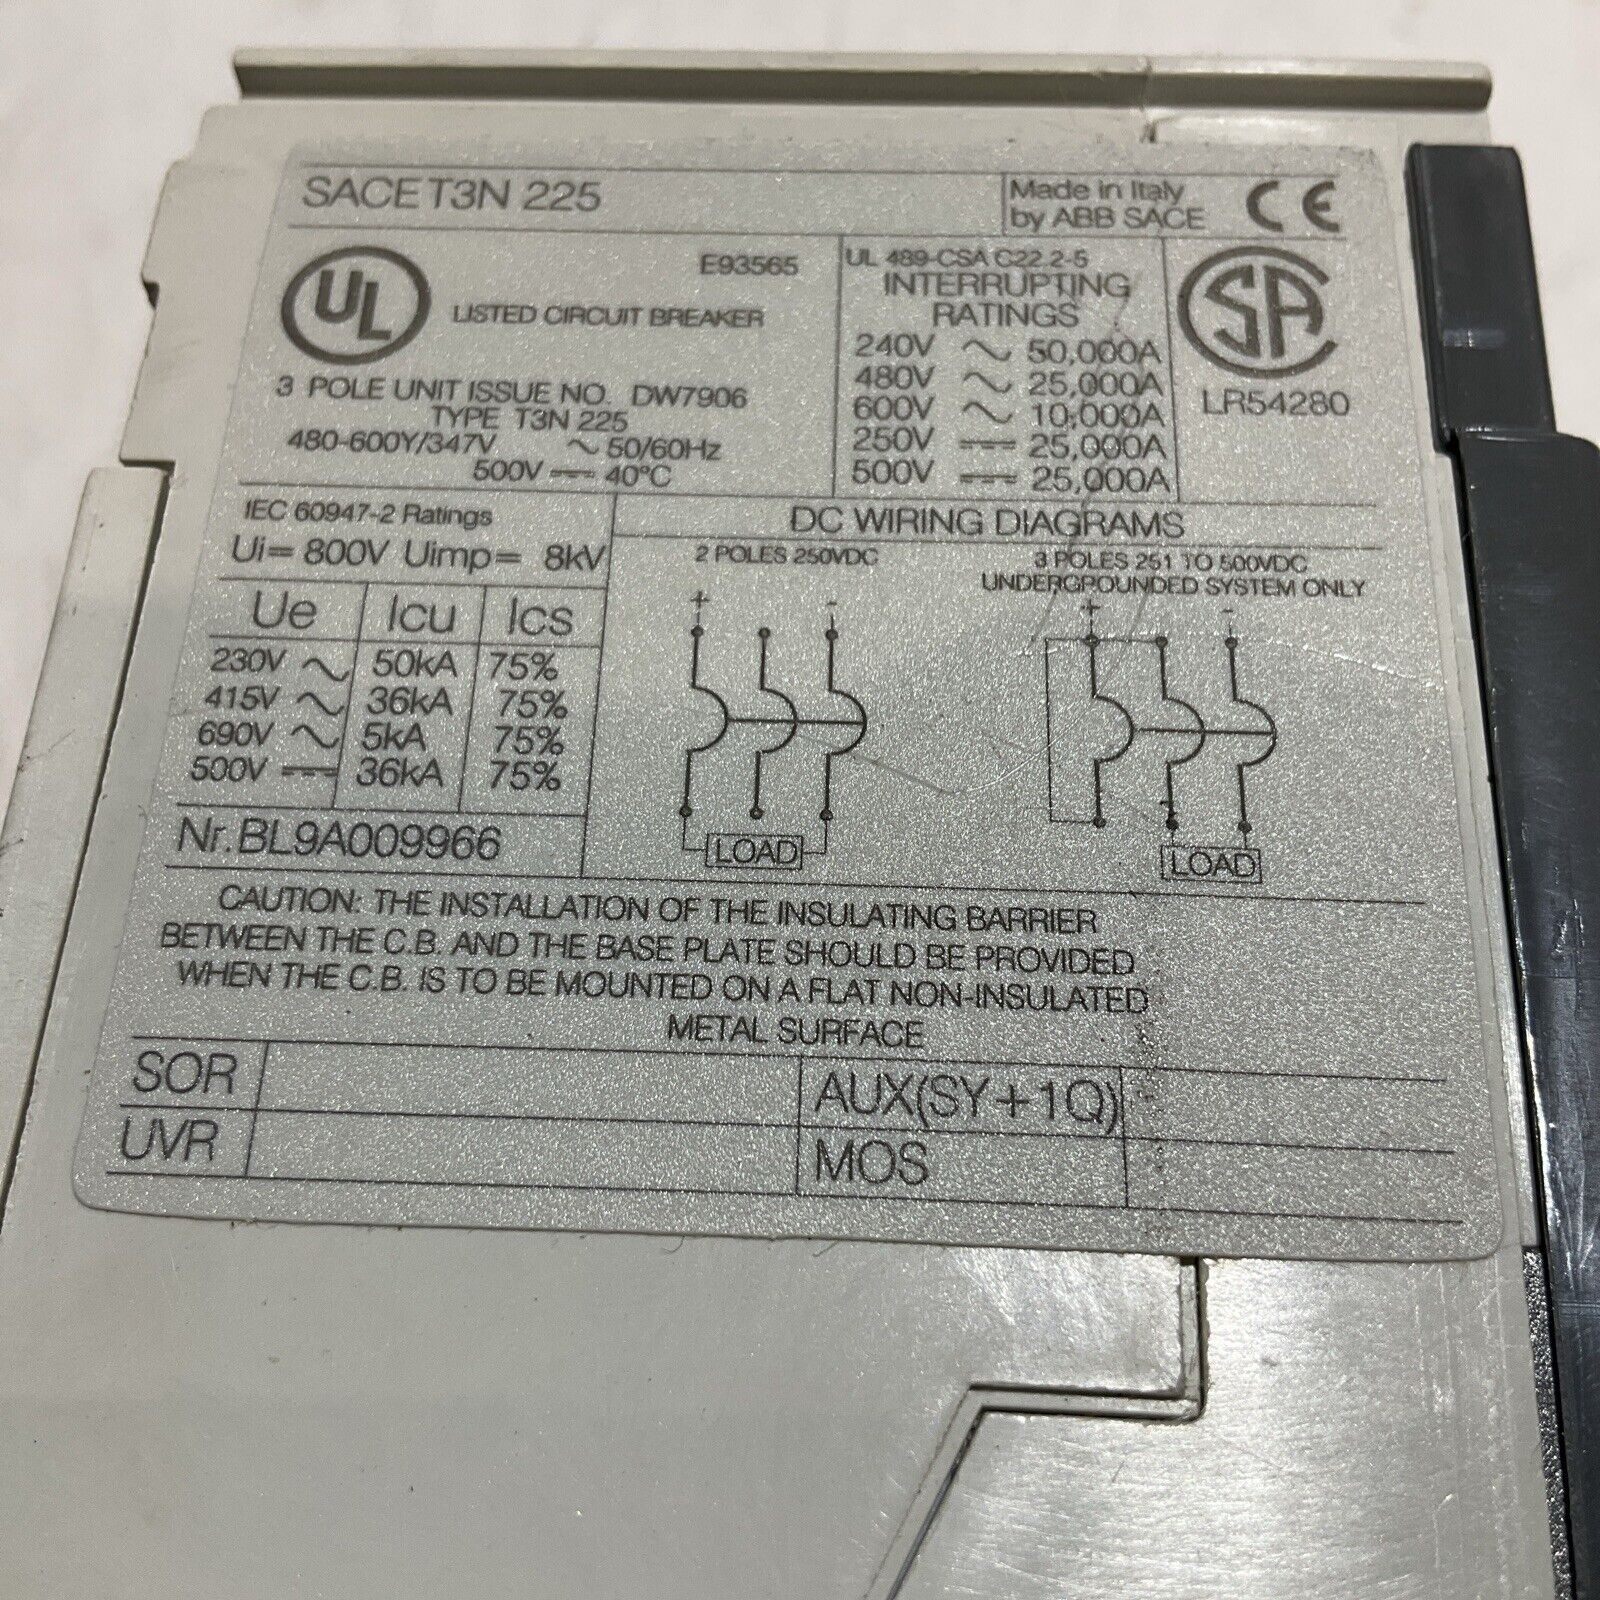 SACE T3N 225
Made in Italy
by ABB SACE
CE
UL
E93565
LISTED CIRCUIT BREAKER
3 POLE UNIT ISSUE NO. DW7906
TYPE T3N 225
480-600Y/347V ~ 50/60Hz
500V ⎓ 40°C
UL 489-CSA C22.2-5
INTERRUPTING
RATINGS
240V ~ 50,000A
480V ~ 25,000A
600V ~ 10,000A
250V ⎓ 25,000A
500V ⎓ 25,000A
SA
LR54280
IEC 60947-2 Ratings
Ui= 800V Uimp= 8kV
Ue Icu Ics
230V ~ 50kA 75%
415V ~ 36kA 75%
690V ~ 5kA 75%
500V ⎓ 36kA 75%
Nr.BL9A009966
DC WIRING DIAGRAMS
2 POLES 250VDC
+ -
LOAD
3 POLES 251 TO 500VDC
UNDERGROUNDED SYSTEM ONLY
+ -
LOAD
CAUTION: THE INSTALLATION OF THE INSULATING BARRIER
BETWEEN THE C.B. AND THE BASE PLATE SHOULD BE PROVIDED
WHEN THE C.B. IS TO BE MOUNTED ON A FLAT NON-INSULATED
METAL SURFACE
SOR AUX(SY+1Q)
UVR MOS